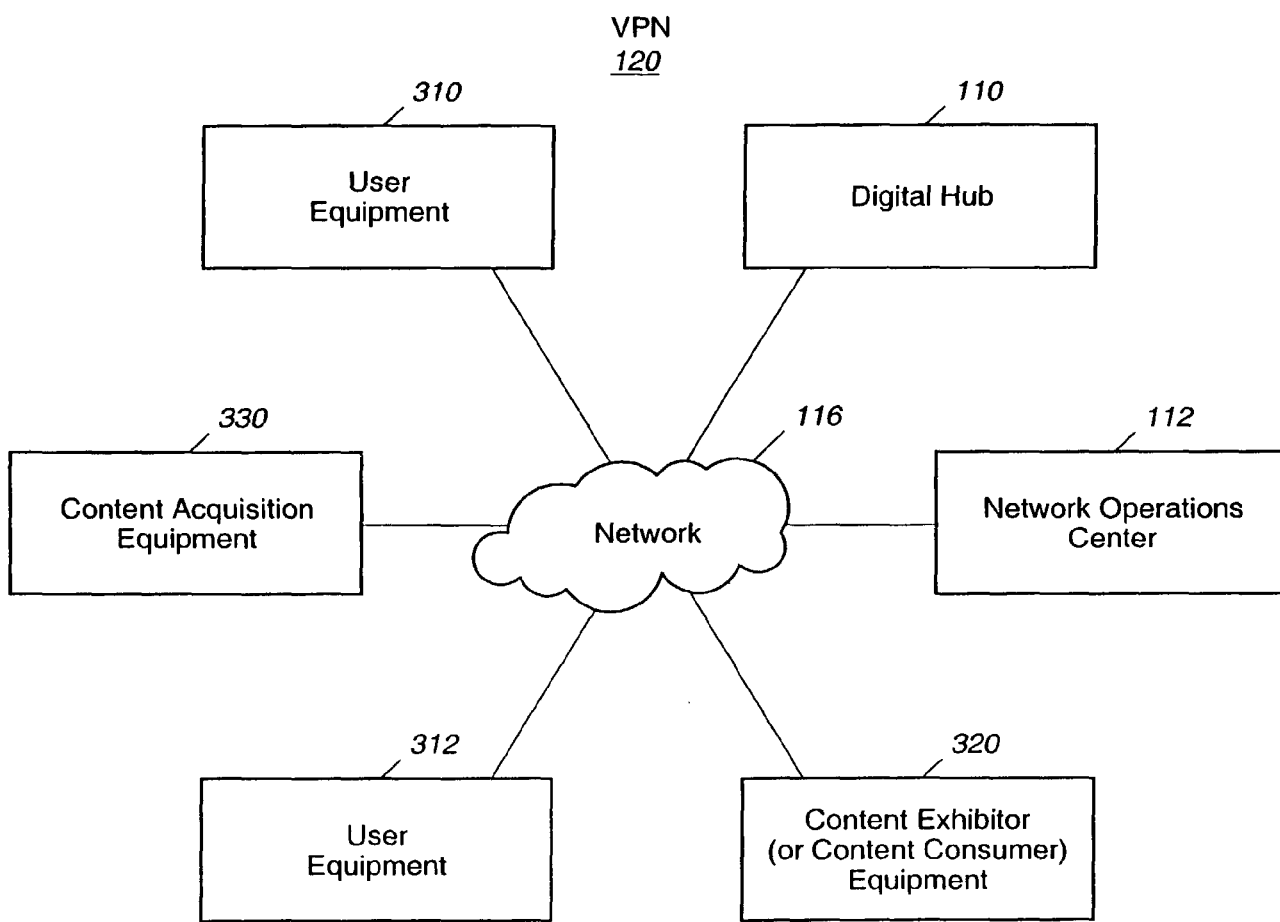 VPN
120
310
User
Equipment
110
Digital Hub
330
Content Acquisition
Equipment
116
Network
112
Network Operations
Center
312
User
Equipment
320
Content Exhibitor
(or Content Consumer)
Equipment